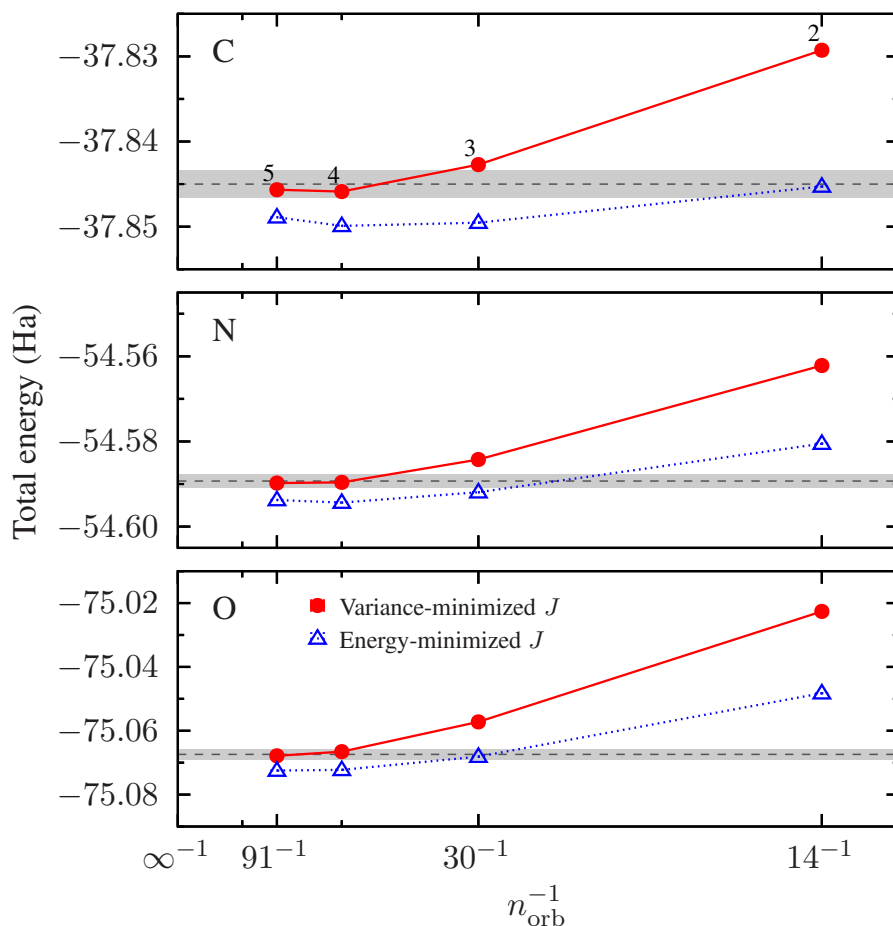 C
−37.83
−37.84
−37.85
5
4
3
2
N
−54.56
−54.58
−54.60
Total energy (Ha)
O
−75.02
−75.04
−75.06
−75.08
Variance-minimized J
Energy-minimized J
∞⁻¹ 91⁻¹ 30⁻¹ 14⁻¹
n_orb⁻¹